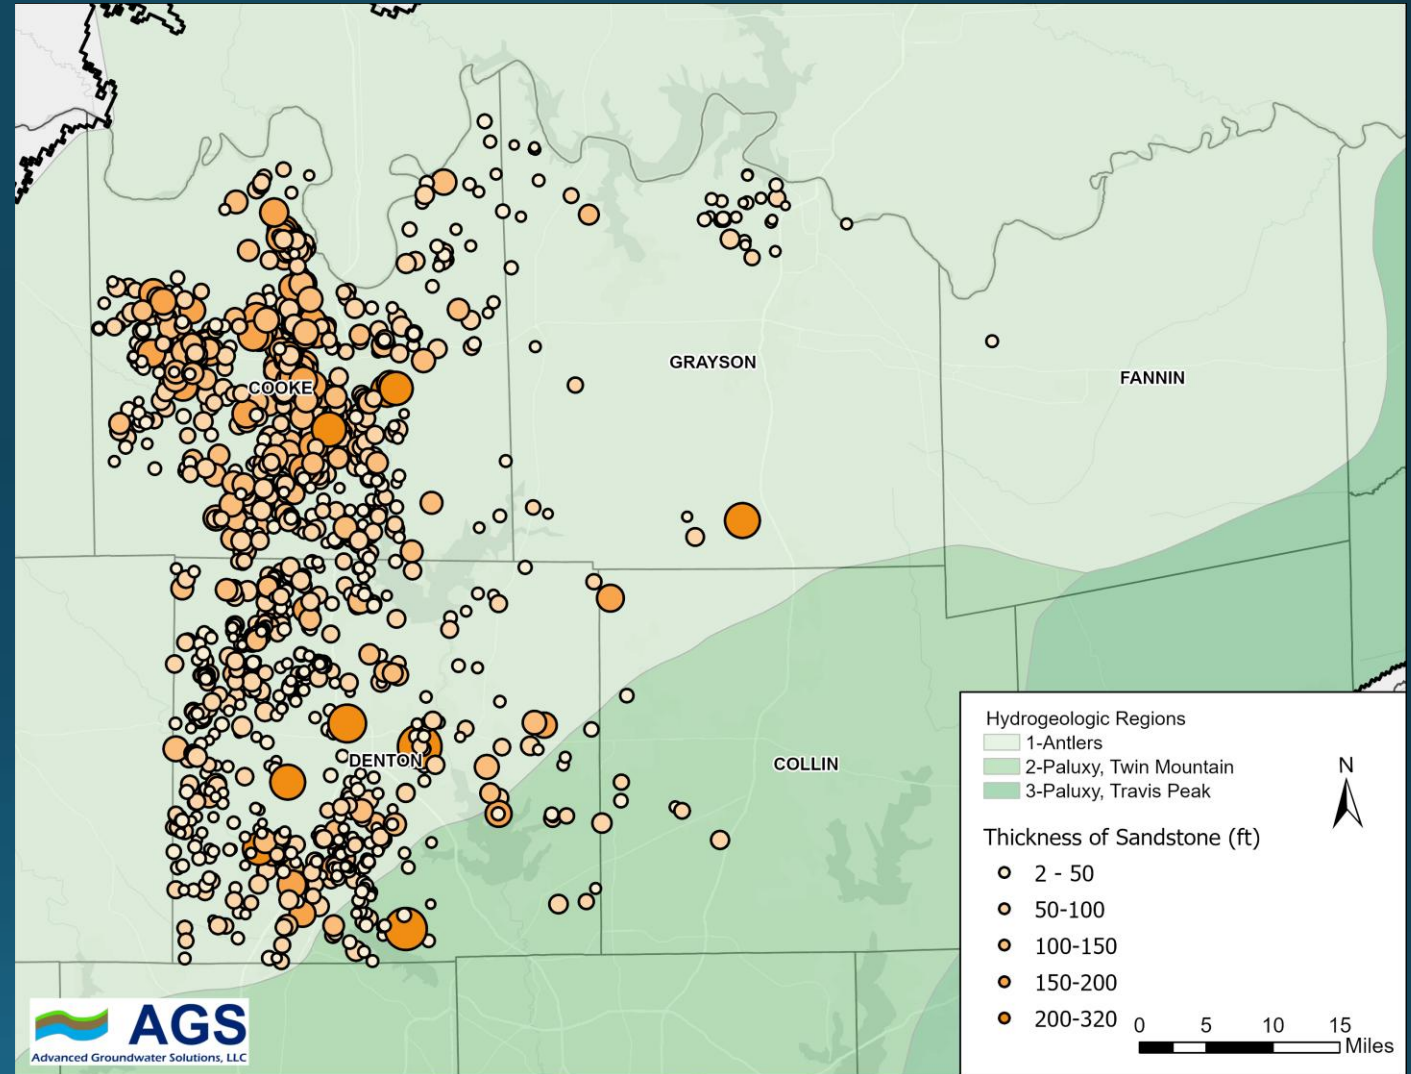 GRAYSON
FANNIN
COOKE
DENTON
COLLIN
Hydrogeologic Regions
1-Antlers
2-Paluxy, Twin Mountain
3-Paluxy, Travis Peak
Thickness of Sandstone (ft)
2 - 50
50-100
100-150
150-200
200-320
N
0 5 10 15
Miles
AGS
Advanced Groundwater Solutions, LLC